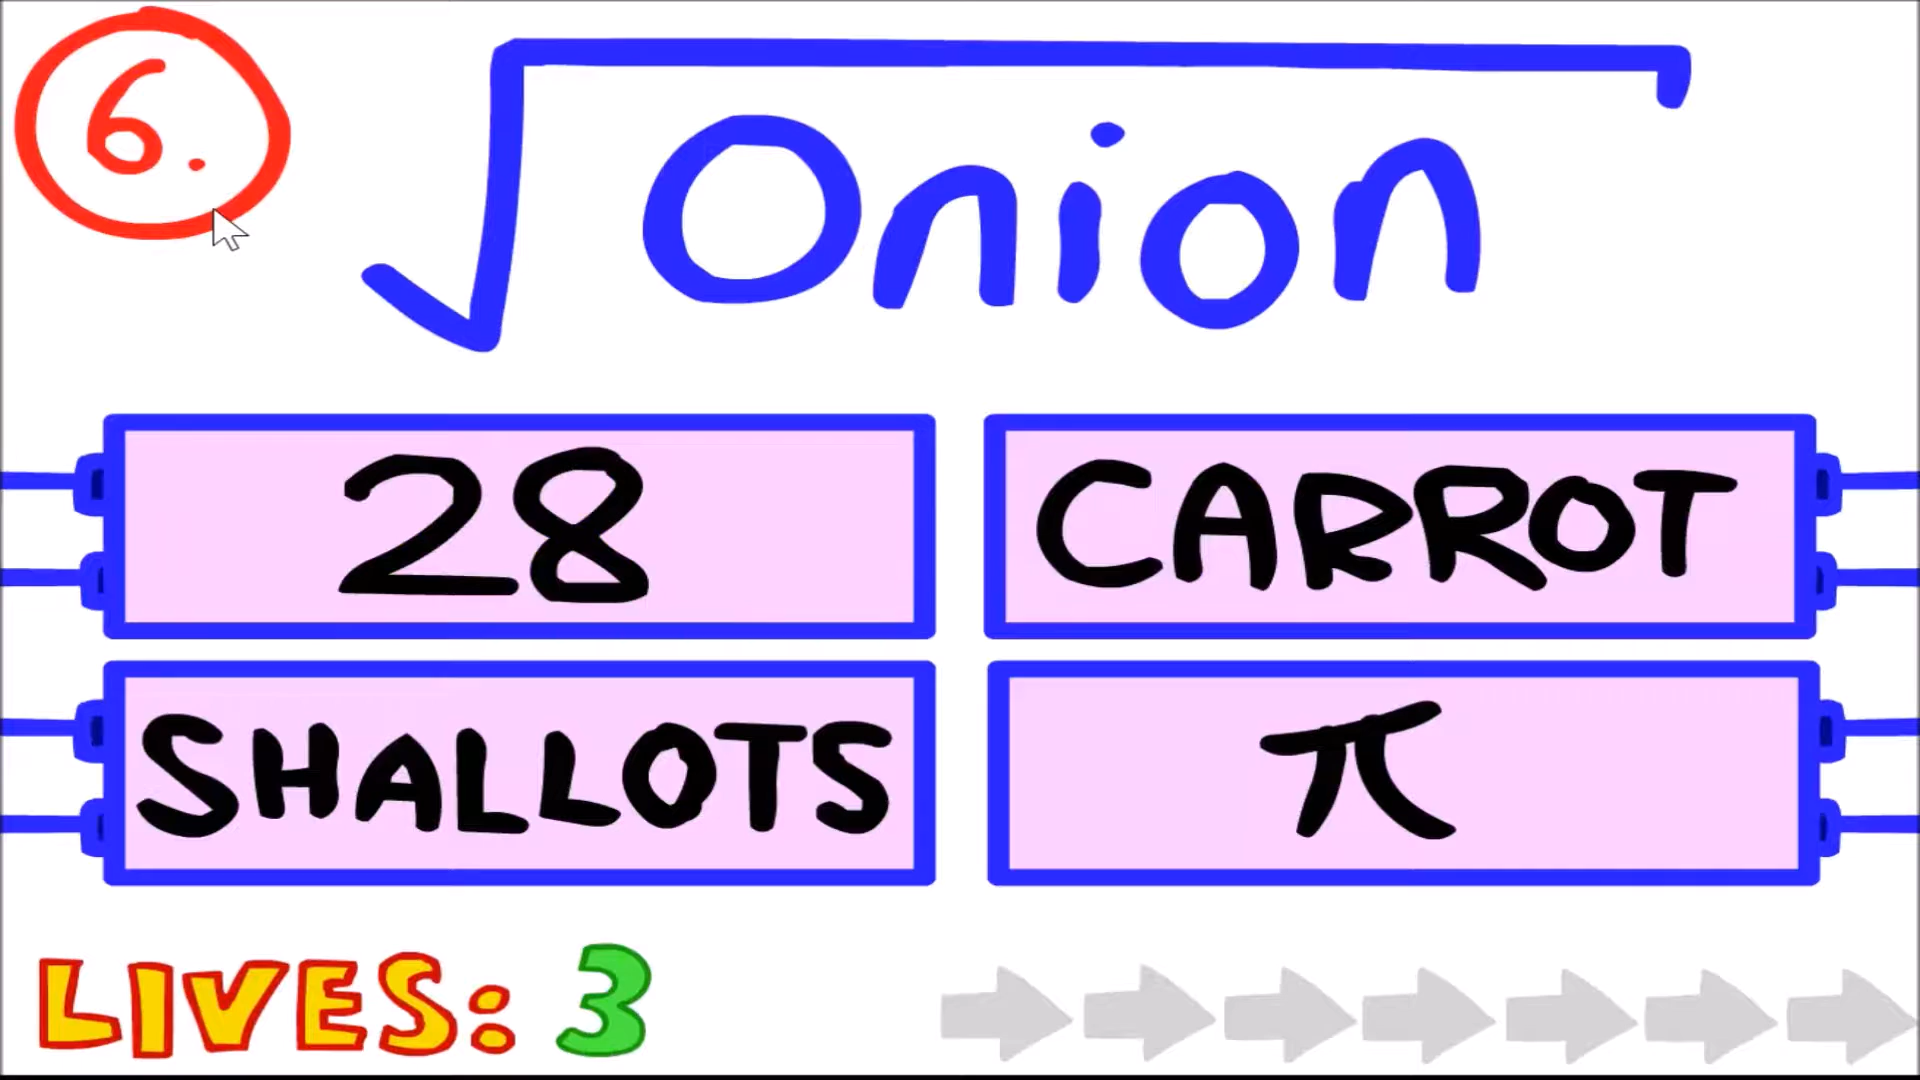 6.
√Onion
28
CARROT
SHALLOTS
π
LIVES: 3